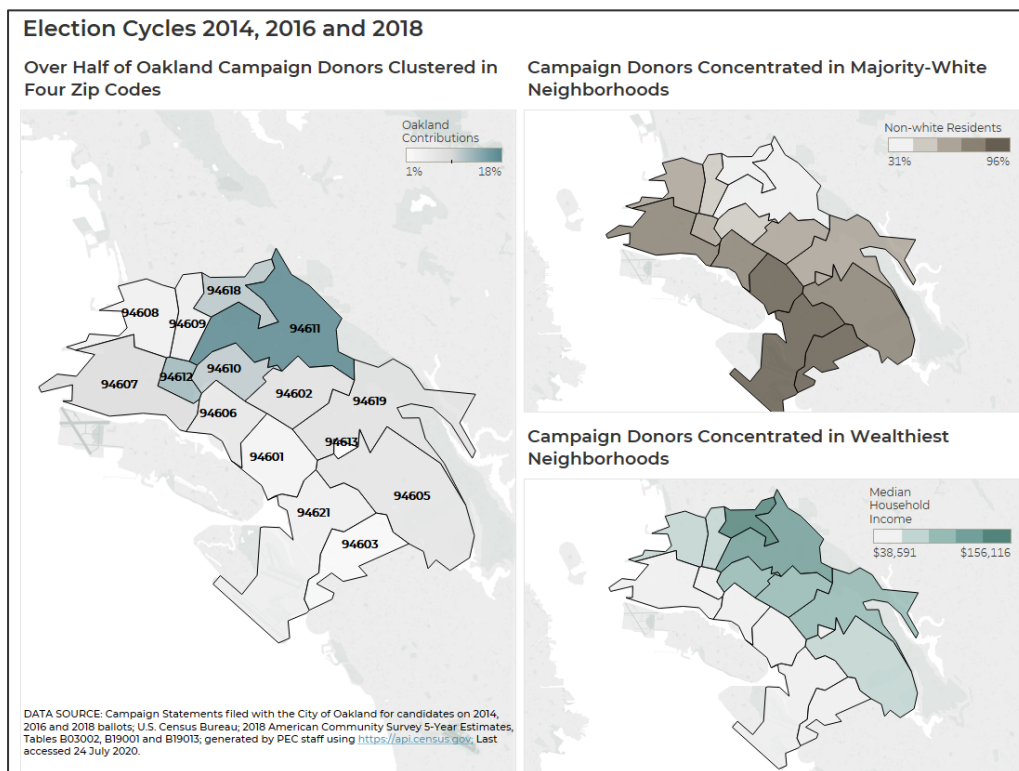 Election Cycles 2014, 2016 and 2018
Over Half of Oakland Campaign Donors Clustered in
Four Zip Codes
Oakland
Contributions
1%
18%
94618
94608
94609
94611
94612
94610
94607
94602
94619
94606
94613
94601
94605
94621
94603
DATA SOURCE: Campaign Statements filed with the City of Oakland for candidates on 2014,
2016 and 2018 ballots; U.S. Census Bureau; 2018 American Community Survey 5-Year Estimates,
Tables B03002, B19001 and B19013; generated by PEC staff using https://api.census.gov; Last
accessed 24 July 2020.
Campaign Donors Concentrated in Majority-White
Neighborhoods
Non-white Residents
31%
96%
Campaign Donors Concentrated in Wealthiest
Neighborhoods
Median
Household
Income
$38,591
$156,116